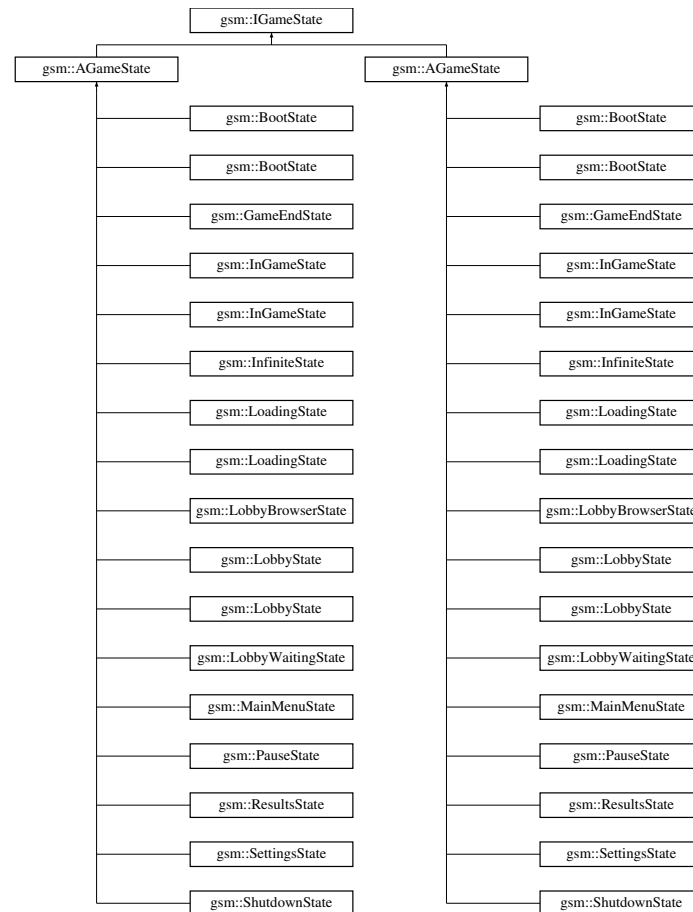 gsm::IGameState
gsm::AGameState
gsm::AGameState
gsm::BootState
gsm::BootState
gsm::BootState
gsm::BootState
gsm::GameEndState
gsm::GameEndState
gsm::InGameState
gsm::InGameState
gsm::InGameState
gsm::InGameState
gsm::InfiniteState
gsm::InfiniteState
gsm::LoadingState
gsm::LoadingState
gsm::LoadingState
gsm::LoadingState
gsm::LobbyBrowserState
gsm::LobbyBrowserState
gsm::LobbyState
gsm::LobbyState
gsm::LobbyState
gsm::LobbyState
gsm::LobbyWaitingState
gsm::LobbyWaitingState
gsm::MainMenuState
gsm::MainMenuState
gsm::PauseState
gsm::PauseState
gsm::ResultsState
gsm::ResultsState
gsm::SettingsState
gsm::SettingsState
gsm::ShutdownState
gsm::ShutdownState